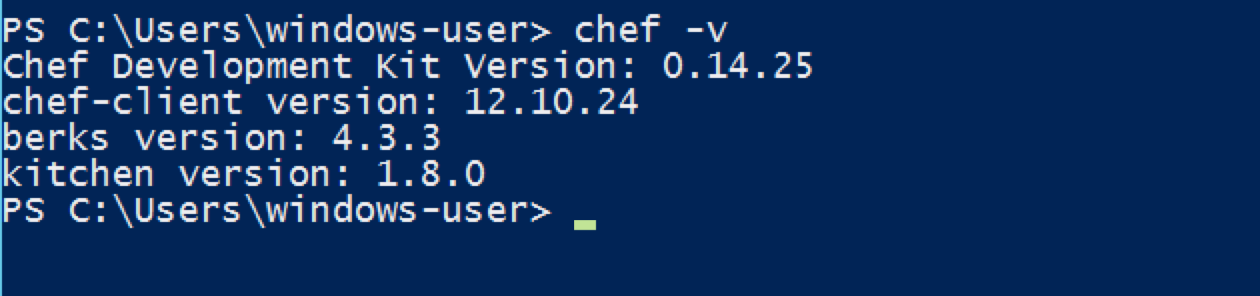 PS C:\Users\windows-user> chef -v
Chef Development Kit Version: 0.14.25
chef-client version: 12.10.24
berks version: 4.3.3
kitchen version: 1.8.0
PS C:\Users\windows-user>